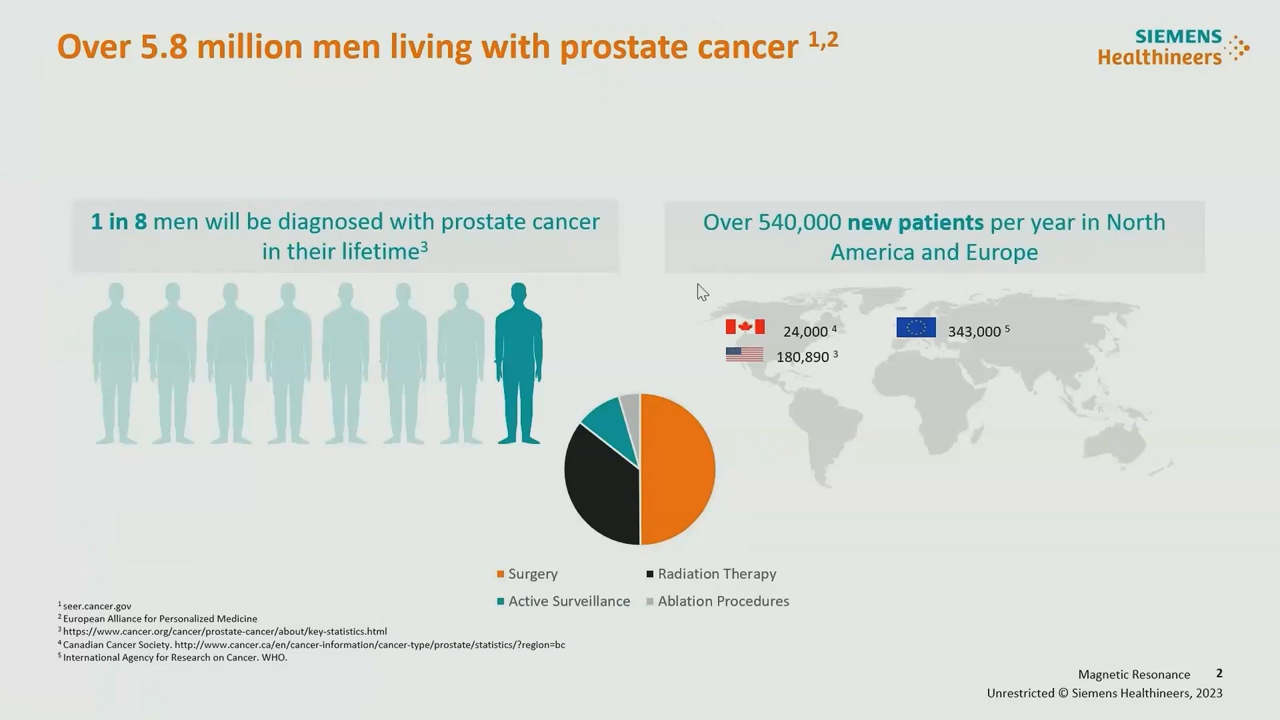 Over 5.8 million men living with prostate cancer 1,2
SIEMENS
Healthineers
1 in 8 men will be diagnosed with prostate cancer
in their lifetime3
Over 540,000 new patients per year in North
America and Europe
24,000 4
343,000 5
180,890 3
Surgery
Radiation Therapy
Active Surveillance
Ablation Procedures
1 seer.cancer.gov
2 European Alliance for Personalized Medicine
3 https://www.cancer.org/cancer/prostate-cancer/about/key-statistics.html
4 Canadian Cancer Society. http://www.cancer.ca/en/cancer-information/cancer-type/prostate/statistics/?region=bc
5 International Agency for Research on Cancer. WHO.
Magnetic Resonance 2
Unrestricted © Siemens Healthineers, 2023